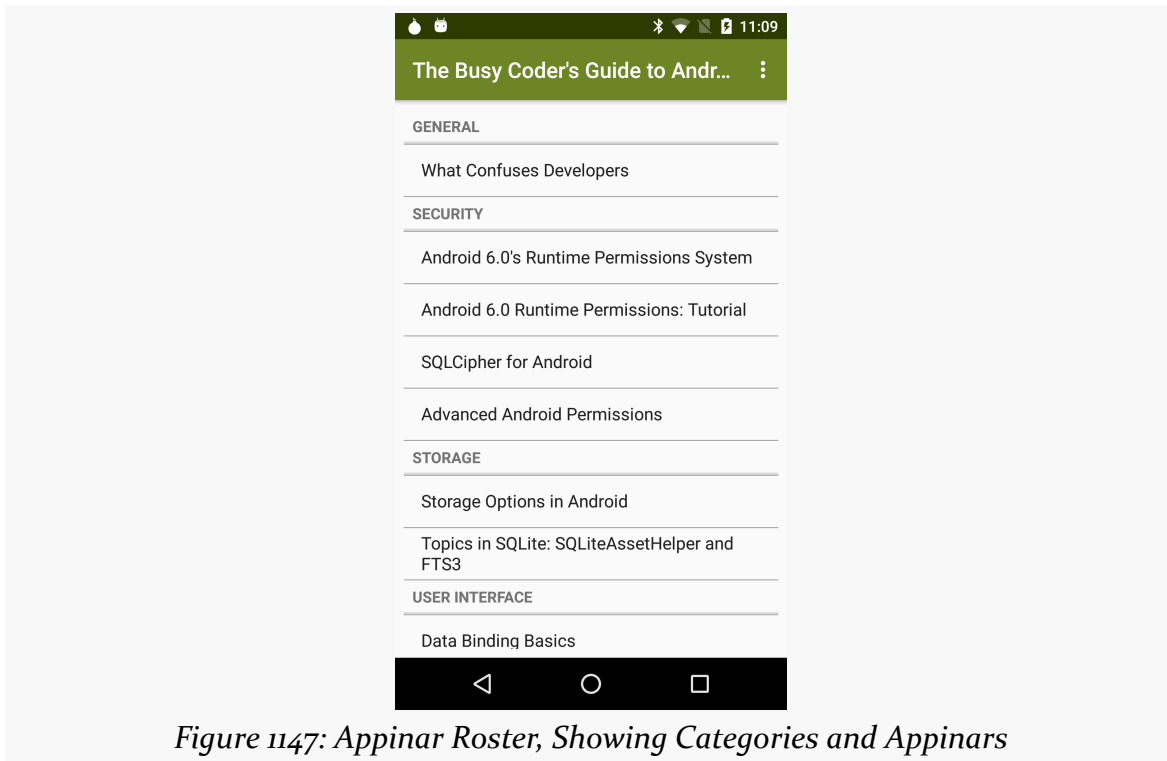 11:09
The Busy Coder's Guide to Andr...
GENERAL
What Confuses Developers
SECURITY
Android 6.0's Runtime Permissions System
Android 6.0 Runtime Permissions: Tutorial
SQLCipher for Android
Advanced Android Permissions
STORAGE
Storage Options in Android
Topics in SQLite: SQLiteAssetHelper and
FTS3
USER INTERFACE
Data Binding Basics
Figure 1147: Appinar Roster, Showing Categories and Appinars